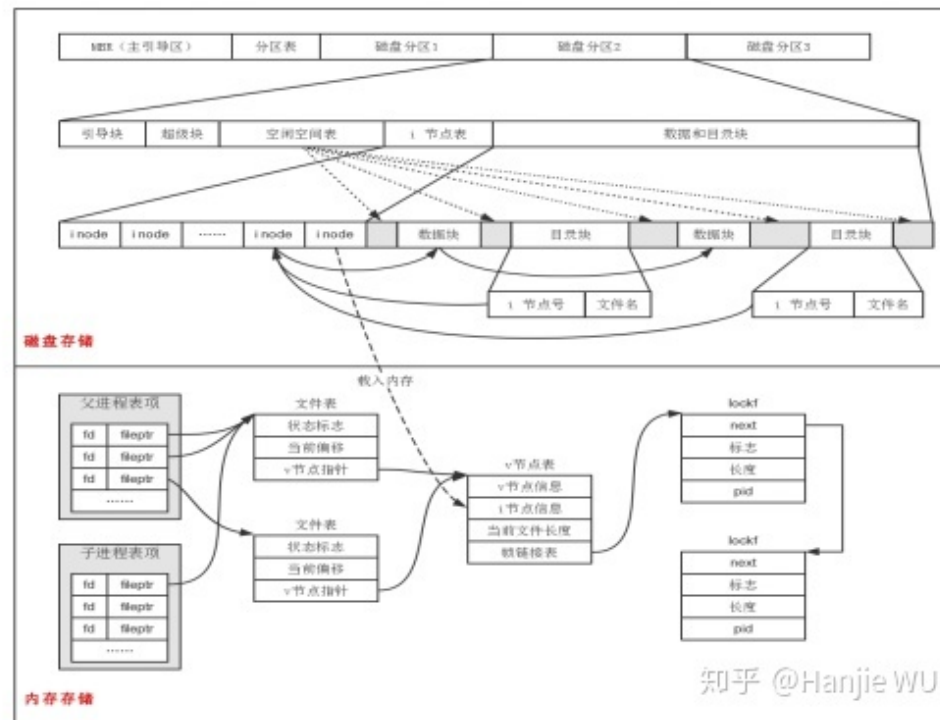 MBR（主引导区） 分区表 磁盘分区1 磁盘分区2 磁盘分区3
引导块 超级块 空闲空间表 i 节点表 数据和目录块
inode inode ...... inode inode 数据块 目录块 数据块 目录块
i 节点号 文件名 i 节点号 文件名
磁盘存储
载入内存
父进程表项
fd fileptr
fd fileptr
fd fileptr
......
子进程表项
fd fileptr
fd fileptr
fd fileptr
......
文件表
状态标志
当前偏移
v节点指针
文件表
状态标志
当前偏移
v节点指针
v节点表
v节点信息
i节点信息
当前文件长度
锁链接表
lockf
next
标志
长度
pid
lockf
next
标志
长度
pid
内存存储
知乎 @Hanjie WU